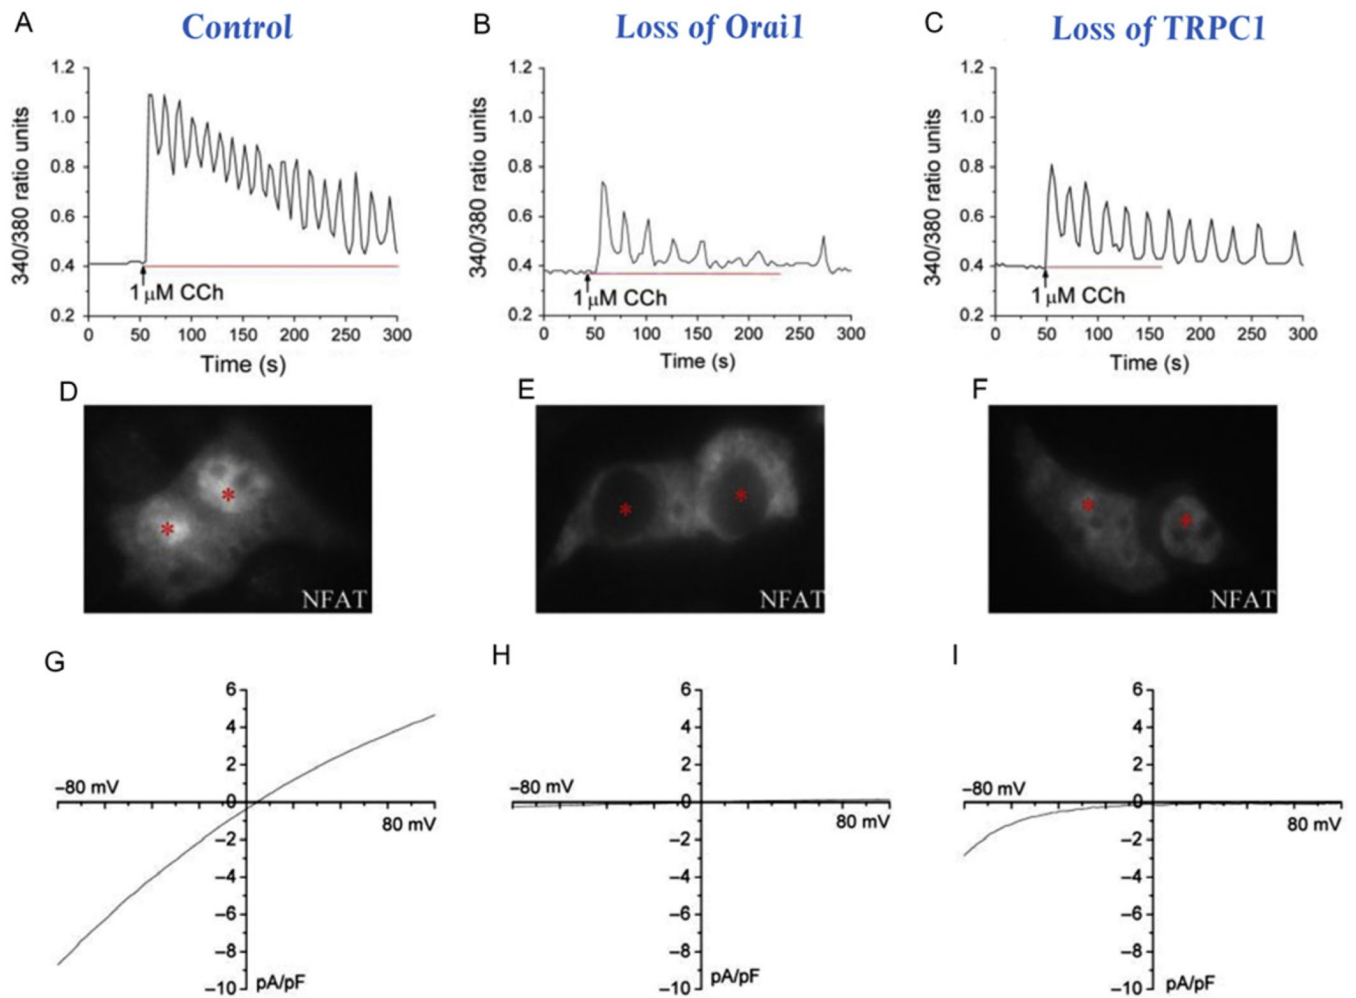 A Control
B Loss of Orai1
C Loss of TRPC1
340/380 ratio units
1.2
1.0
0.8
0.6
0.4
0.2
1 μM CCh
0 50 100 150 200 250 300
Time (s)
340/380 ratio units
1.2
1.0
0.8
0.6
0.4
0.2
1 μM CCh
0 50 100 150 200 250 300
Time (s)
340/380 ratio units
1.2
1.0
0.8
0.6
0.4
0.2
1 μM CCh
0 50 100 150 200 250 300
Time (s)
D
*
*
NFAT
E
*
*
NFAT
F
*
*
NFAT
G
6
4
2
0
−2
−4
−6
−8
−10
−80 mV
80 mV
pA/pF
H
6
4
2
0
−2
−4
−6
−8
−10
−80 mV
80 mV
pA/pF
I
6
4
2
0
−2
−4
−6
−8
−10
−80 mV
80 mV
pA/pF